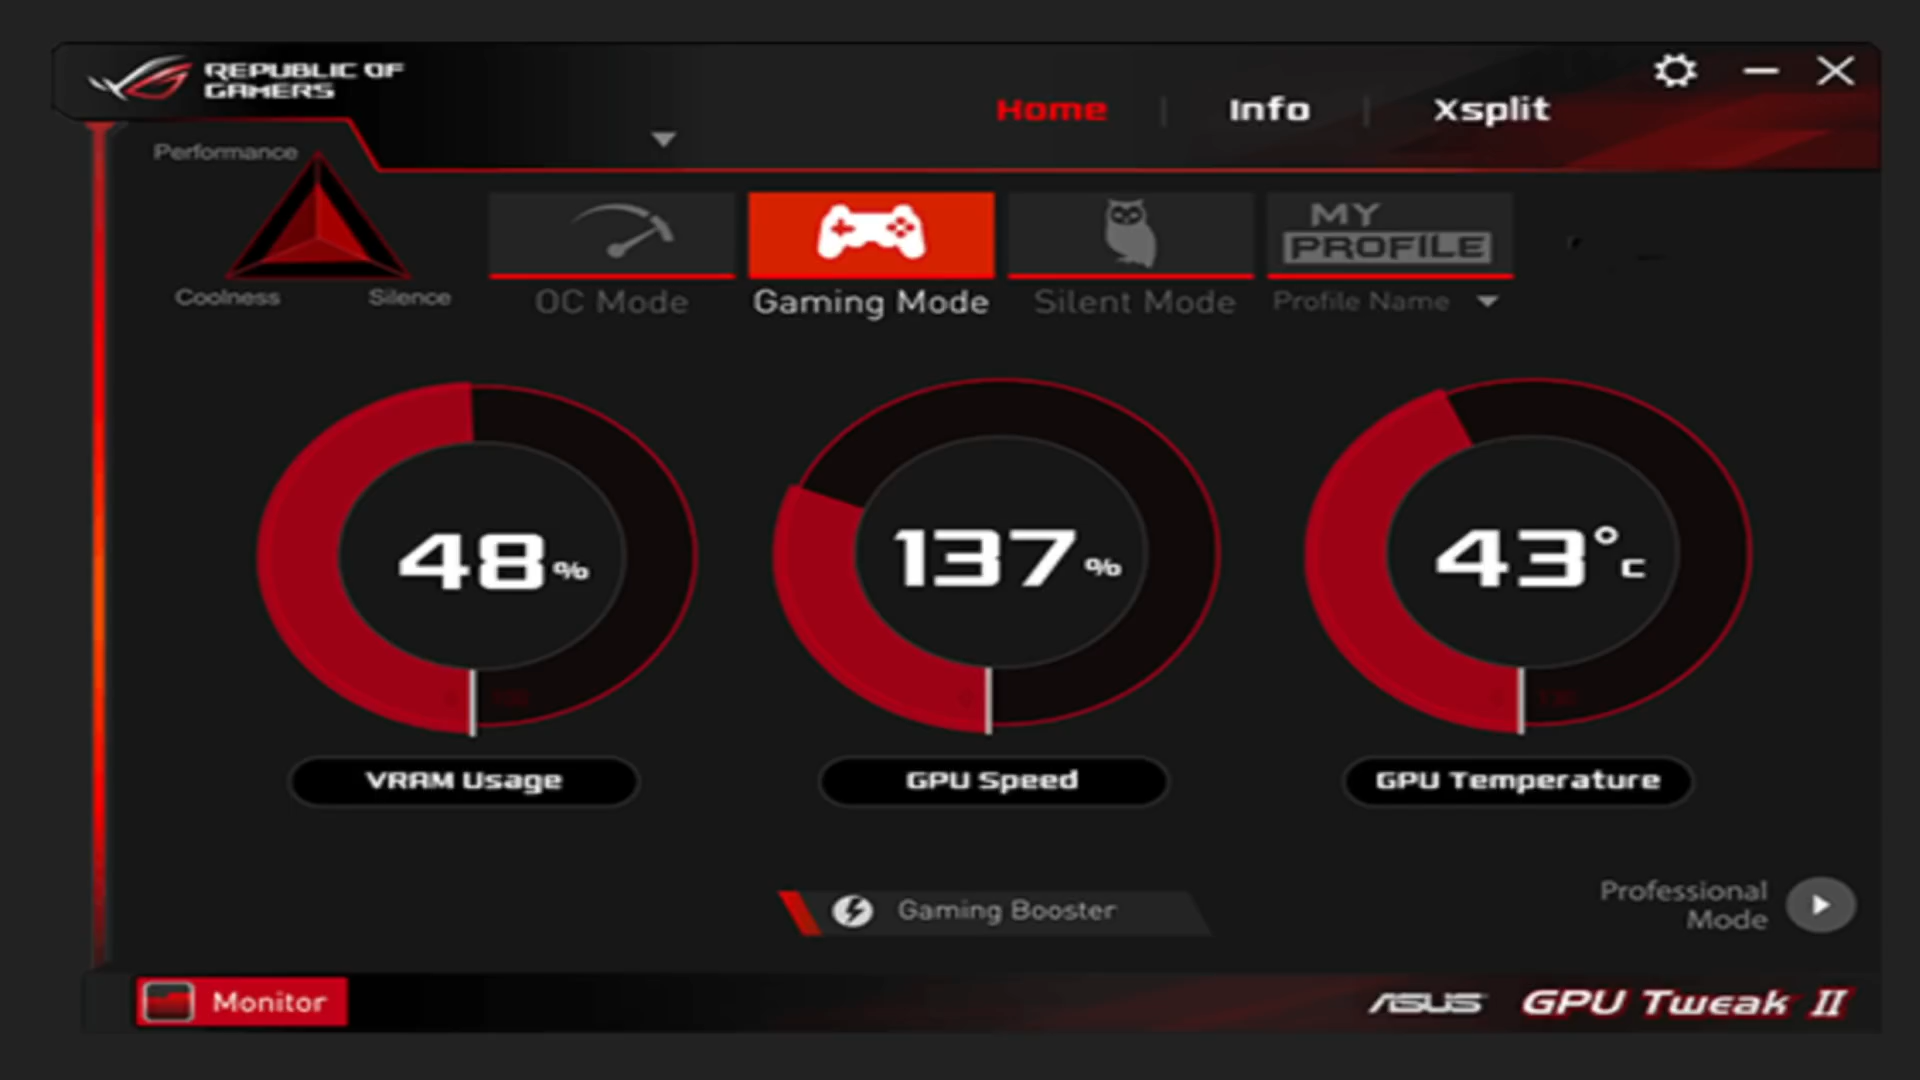 REPUBLIC OF
GAMERS
Home
Info
Xsplit
Performance
Coolness
Silence
MY
PROFILE
OC Mode
Gaming Mode
Silent Mode
Profile Name
48%
137%
43°c
VRAM Usage
GPU Speed
GPU Temperature
Gaming Booster
Professional
Mode
Monitor
ASUS GPU Tweak II